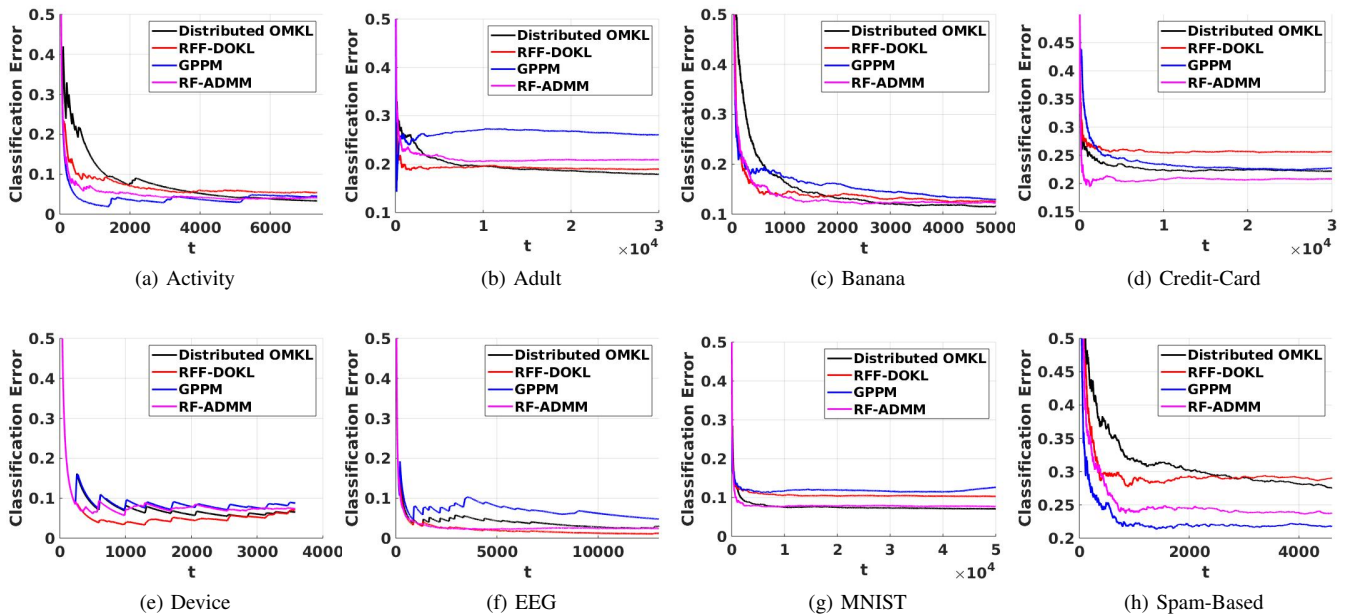 0.5
0.4
0.3
0.2
0.1
0
Classification Error
0 2000 4000 6000
t
Distributed OMKL
RFF-DOKL
GPPM
RF-ADMM
(a) Activity
0.5
0.4
0.3
0.2
0.1
Classification Error
0 1 2 3
t
×10⁴
Distributed OMKL
RFF-DOKL
GPPM
RF-ADMM
(b) Adult
0.5
0.4
0.3
0.2
0.1
Classification Error
0 1000 2000 3000 4000 5000
t
Distributed OMKL
RFF-DOKL
GPPM
RF-ADMM
(c) Banana
0.45
0.4
0.35
0.3
0.25
0.2
0.15
Classification Error
0 1 2 3
t
×10⁴
Distributed OMKL
RFF-DOKL
GPPM
RF-ADMM
(d) Credit-Card
0.5
0.4
0.3
0.2
0.1
0
Classification Error
0 1000 2000 3000 4000
t
Distributed OMKL
RFF-DOKL
GPPM
RF-ADMM
(e) Device
0.5
0.4
0.3
0.2
0.1
0
Classification Error
0 5000 10000
t
Distributed OMKL
RFF-DOKL
GPPM
RF-ADMM
(f) EEG
0.5
0.4
0.3
0.2
0.1
0
Classification Error
0 1 2 3 4 5
t
×10⁴
Distributed OMKL
RFF-DOKL
GPPM
RF-ADMM
(g) MNIST
0.5
0.45
0.4
0.35
0.3
0.25
0.2
Classification Error
0 2000 4000
t
Distributed OMKL
RFF-DOKL
GPPM
RF-ADMM
(h) Spam-Based